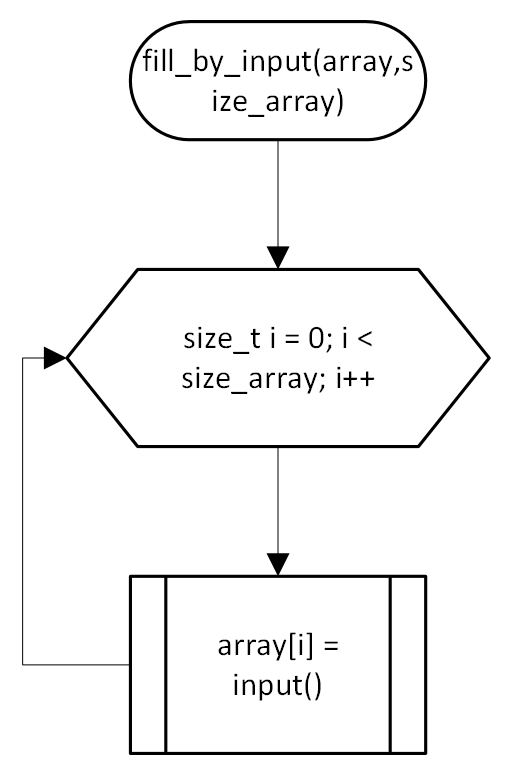 fill_by_input(array,s
ize_array)
size_t i = 0; i <
size_array; i++
array[i] =
input()